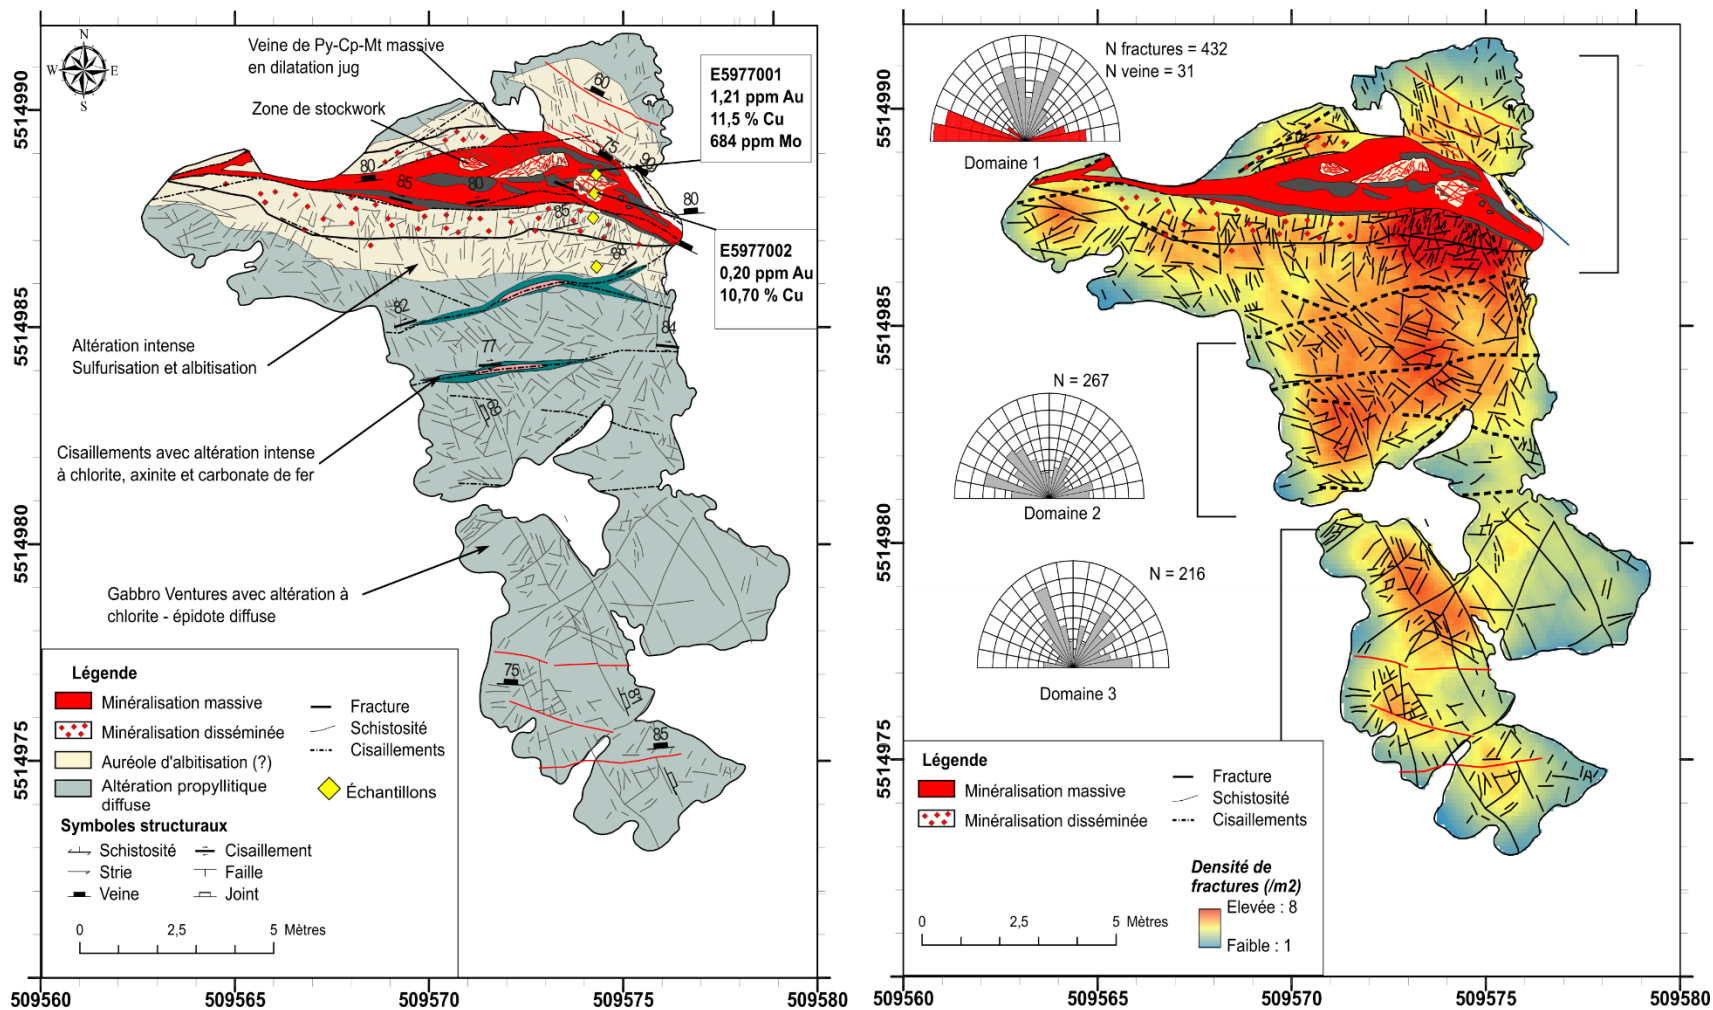 N
W
E
S
Veine de Py-Cp-Mt massive
en dilatation jug
Zone de stockwork
E5977001
1,21 ppm Au
11,5 % Cu
684 ppm Mo
E5977002
0,20 ppm Au
10,70 % Cu
60
75
90
80
85
80
80
85
88
82
84
77
88
75
81
85
Altération intense
Sulfurisation et albitisation
Cisaillements avec altération intense
à chlorite, axinite et carbonate de fer
Gabbro Ventures avec altération à
chlorite - épidote diffuse
Légende
Minéralisation massive
Minéralisation disséminée
Auréole d'albitisation (?)
Altération propyllitique
diffuse
Fracture
Schistosité
Cisaillements
Échantillons
Symboles structuraux
Schistosité
Cisaillement
Strie
Faille
Veine
Joint
0 2,5 5 Mètres
5514990
5514985
5514980
5514975
509560 509565 509570 509575 509580
N fractures = 432
N veine = 31
Domaine 1
N = 267
Domaine 2
N = 216
Domaine 3
Légende
Minéralisation massive
Minéralisation disséminée
Fracture
Schistosité
Cisaillements
Densité de
fractures (/m2)
Elevée : 8
Faible : 1
0 2,5 5 Mètres
5514990
5514985
5514980
5514975
509560 509565 509570 509575 509580